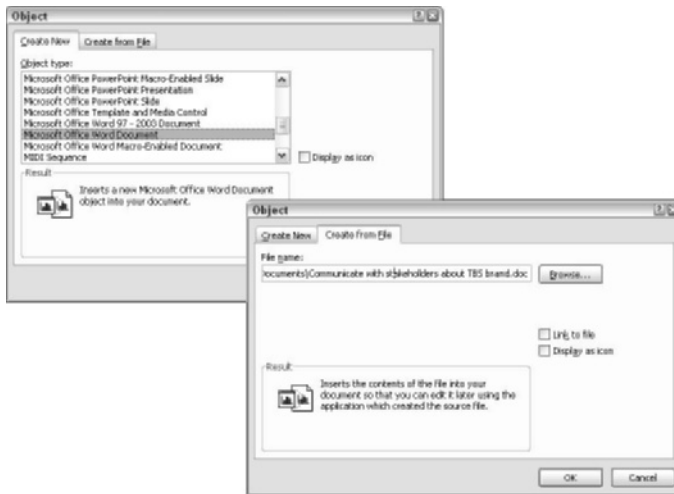 Object
Create New
Create from File
Object type:
Microsoft Office PowerPoint Macro-Enabled Slide
Microsoft Office PowerPoint Presentation
Microsoft Office PowerPoint Slide
Microsoft Office Template and Media Control
Microsoft Office Word 97 - 2003 Document
Microsoft Office Word Document
Microsoft Office Word Macro-Enabled Document
MIDI Sequence
Display as icon
Result
Inserts a new Microsoft Office Word Document
object into your document.
Object
Create New
Create from File
File name:
ocuments\Communicate with stakeholders about TBS brand.doc
Browse...
Link to file
Display as icon
Result
Inserts the contents of the file into your
document so that you can edit it later using the
application which created the source file.
OK
Cancel